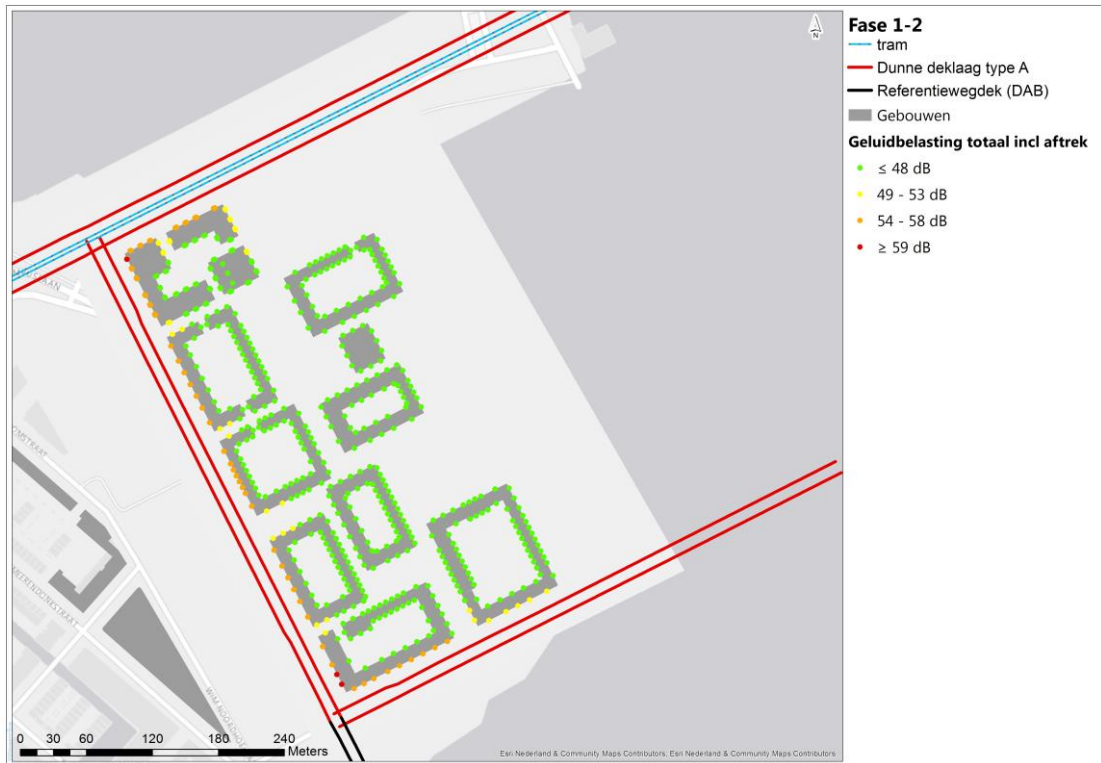 N
Fase 1-2
tram
Dunne deklaag type A
Referentiewegdek (DAB)
Gebouwen
Geluidbelasting totaal incl aftrek
≤ 48 dB
49 - 53 dB
54 - 58 dB
≥ 59 dB
0 30 60 120 180 240
Meters
Esri Nederland & Community Maps Contributors, Esri Nederland & Community Maps Contributors